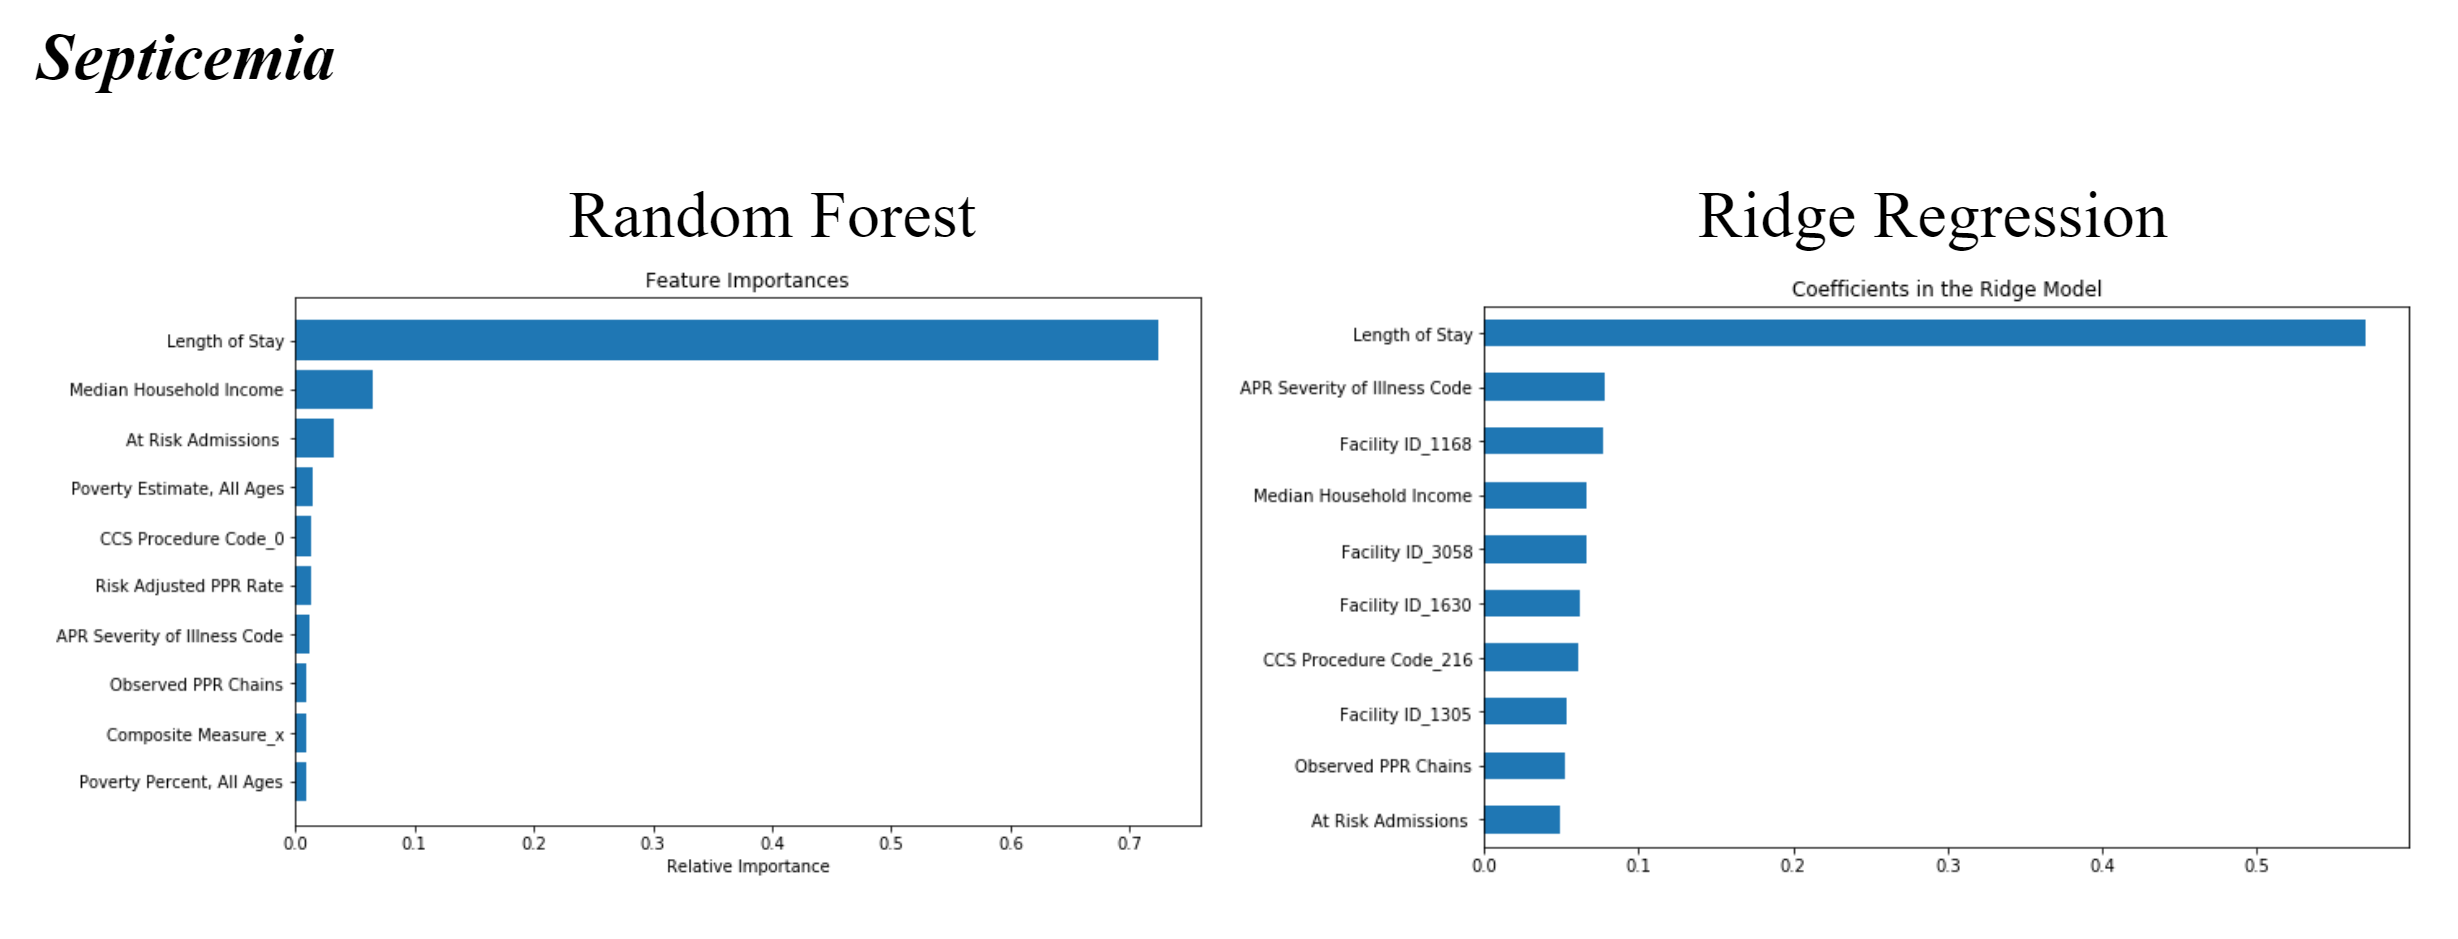 Septicemia
Random Forest
Feature Importances
Length of Stay
Median Household Income
At Risk Admissions
Poverty Estimate, All Ages
CCS Procedure Code_0
Risk Adjusted PPR Rate
APR Severity of Illness Code
Observed PPR Chains
Composite Measure_x
Poverty Percent, All Ages
0.0 0.1 0.2 0.3 0.4 0.5 0.6 0.7
Relative Importance
Ridge Regression
Coefficients in the Ridge Model
Length of Stay
APR Severity of Illness Code
Facility ID_1168
Median Household Income
Facility ID_3058
Facility ID_1630
CCS Procedure Code_216
Facility ID_1305
Observed PPR Chains
At Risk Admissions
0.0 0.1 0.2 0.3 0.4 0.5